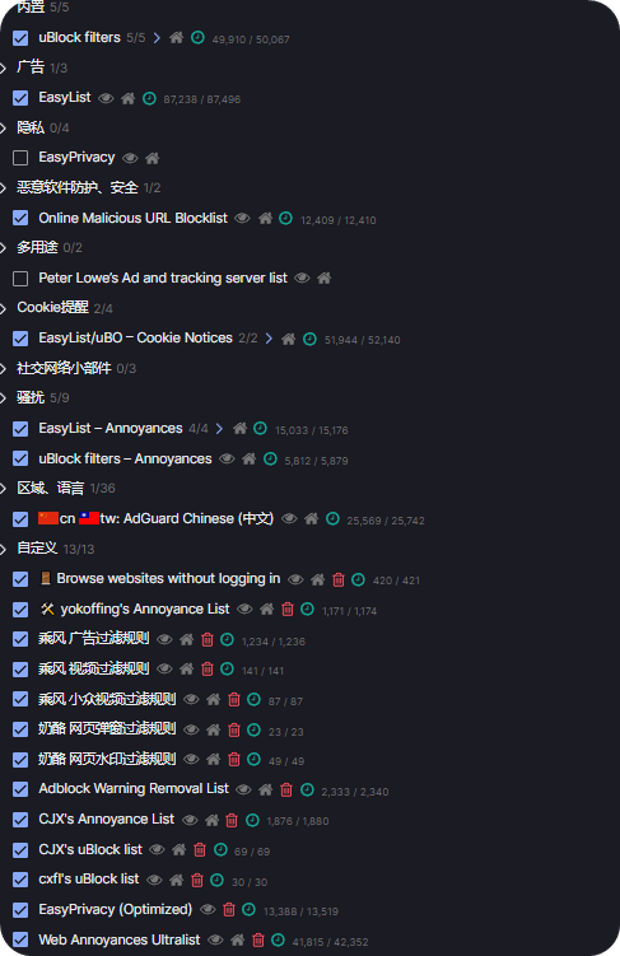 内置 5/5
uBlock filters 5/5 49,910 / 50,067
广告 1/3
EasyList 87,238 / 87,496
隐私 0/4
EasyPrivacy
恶意软件防护、安全 1/2
Online Malicious URL Blocklist 12,409 / 12,410
多用途 0/2
Peter Lowe's Ad and tracking server list
Cookie提醒 2/4
EasyList/uBO – Cookie Notices 2/2 51,944 / 52,140
社交网络小部件 0/3
骚扰 5/9
EasyList – Annoyances 4/4 15,033 / 15,176
uBlock filters – Annoyances 5,812 / 5,879
区域、语言 1/36
🇨🇳cn 🇹🇼tw: AdGuard Chinese (中文) 25,569 / 25,742
自定义 13/13
🚪 Browse websites without logging in 420 / 421
🛠 yokoffing's Annoyance List 1,171 / 1,174
乘风 广告过滤规则 1,234 / 1,236
乘风 视频过滤规则 141 / 141
乘风 小众视频过滤规则 87 / 87
奶酪 网页弹窗过滤规则 23 / 23
奶酪 网页水印过滤规则 49 / 49
Adblock Warning Removal List 2,333 / 2,340
CJX's Annoyance List 1,876 / 1,880
CJX's uBlock list 69 / 69
cxfl's uBlock list 30 / 30
EasyPrivacy (Optimized) 13,388 / 13,519
Web Annoyances Ultralist 41,815 / 42,352